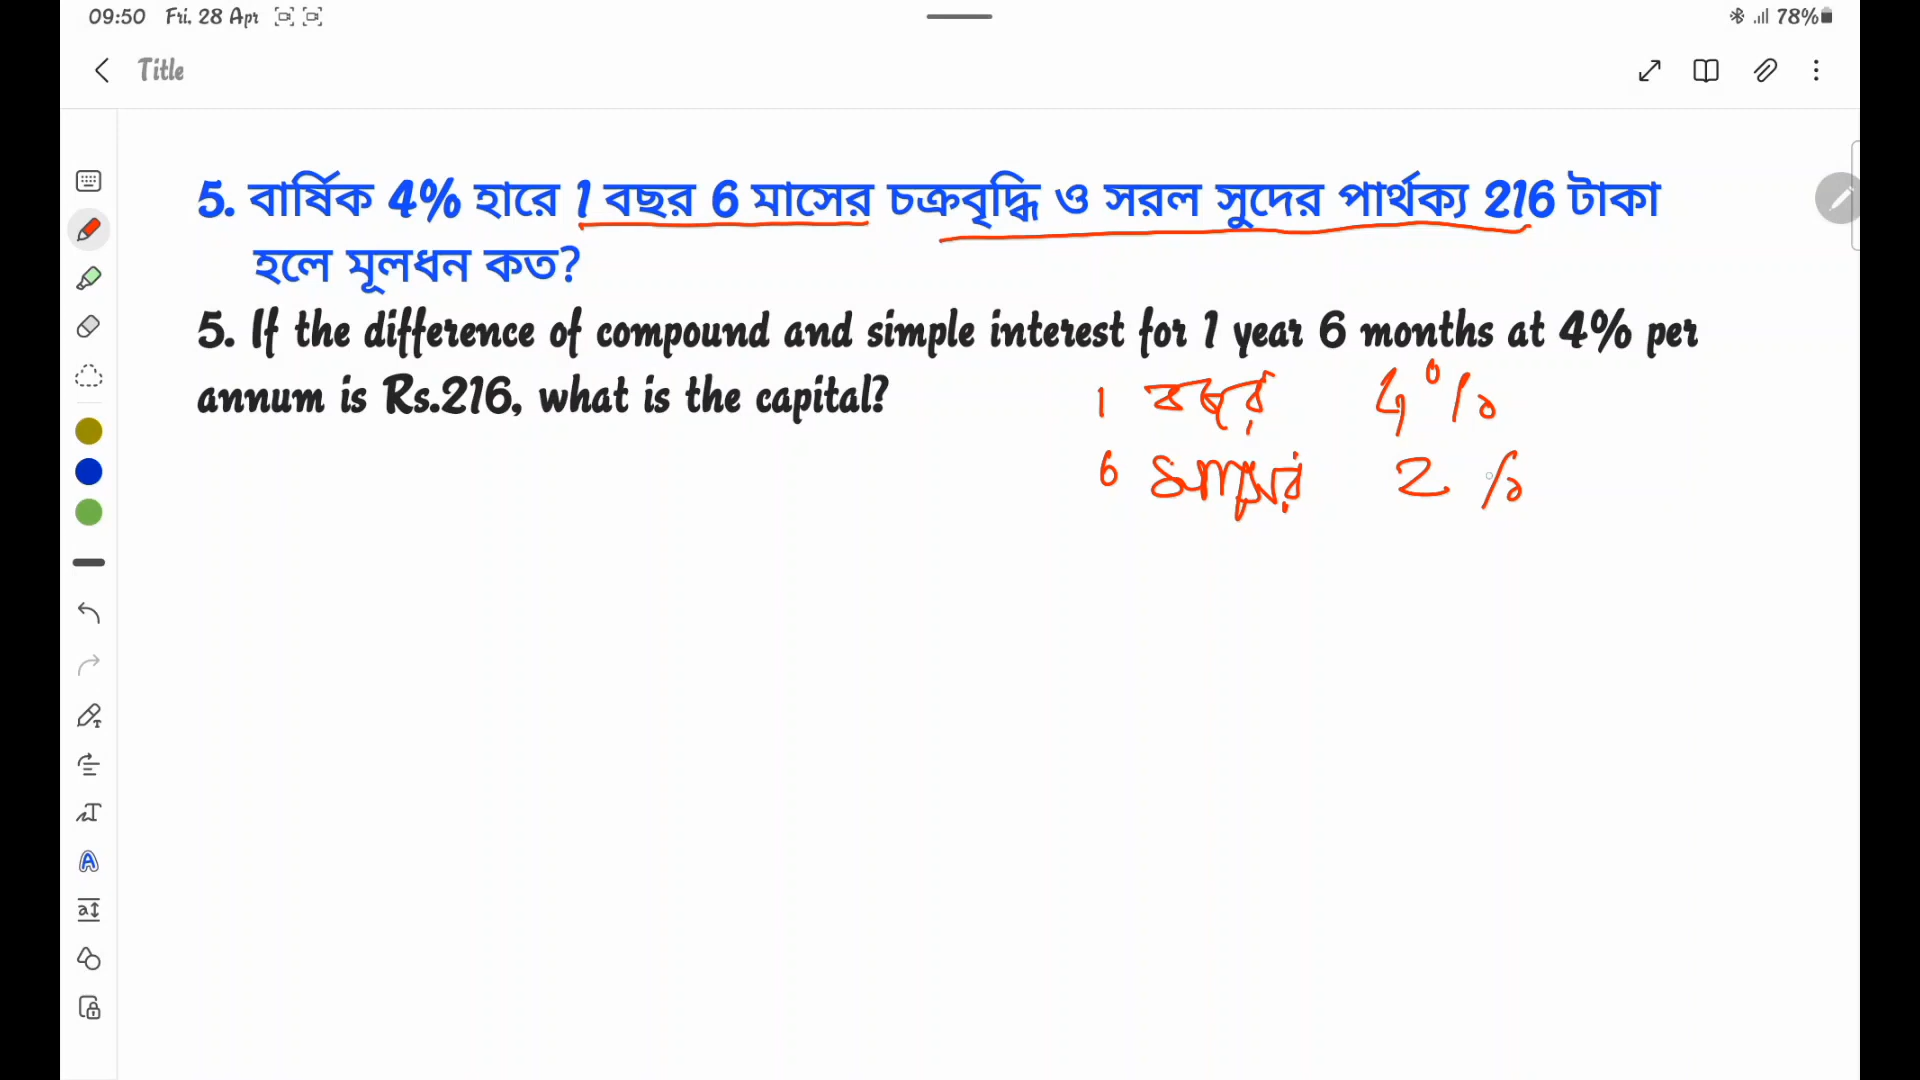 09:50 Fri. 28 Apr 78%
Title
5. বার্ষিক 4% হারে 1 বছর 6 মাসের চক্রবৃদ্ধি ও সরল সুদের পার্থক্য 216 টাকা
হলে মূলধন কত?
5. If the difference of compound and simple interest for 1 year 6 months at 4% per
annum is Rs.216, what is the capital?
1 বছর 4%
6 2%